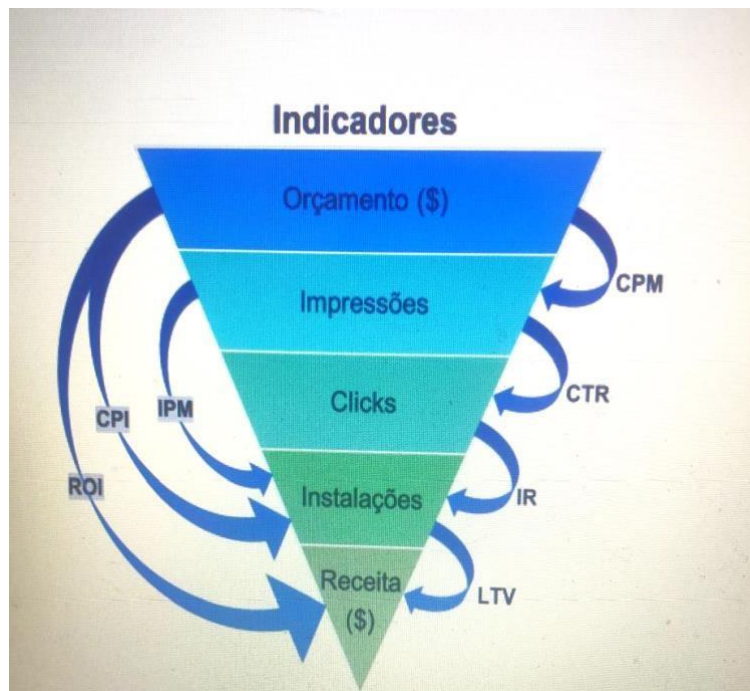 Indicadores
Orçamento ($)
CPM
Impressões
CTR
Clicks
IPM
CPI
ROI
Instalações
IR
Receita
($)
LTV